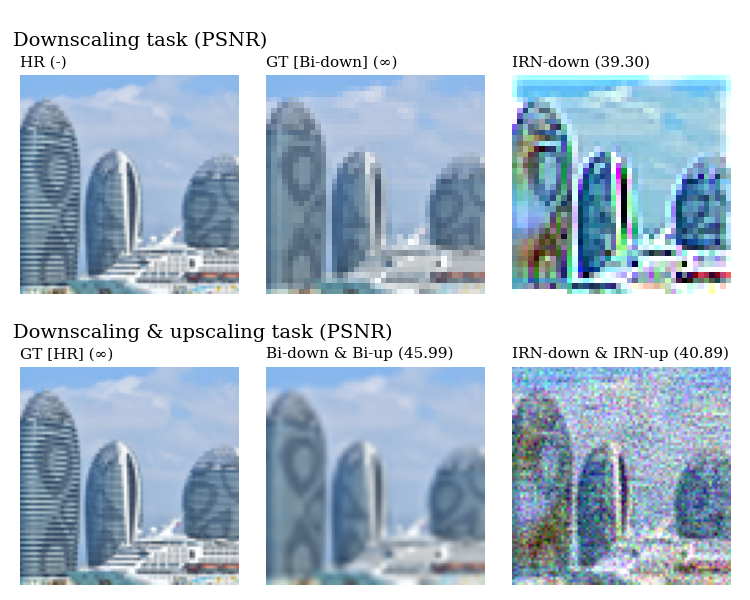 Downscaling task (PSNR)
HR (-)
GT [Bi-down] (∞)
IRN-down (39.30)
Downscaling & upscaling task (PSNR)
GT [HR] (∞)
Bi-down & Bi-up (45.99)
IRN-down & IRN-up (40.89)